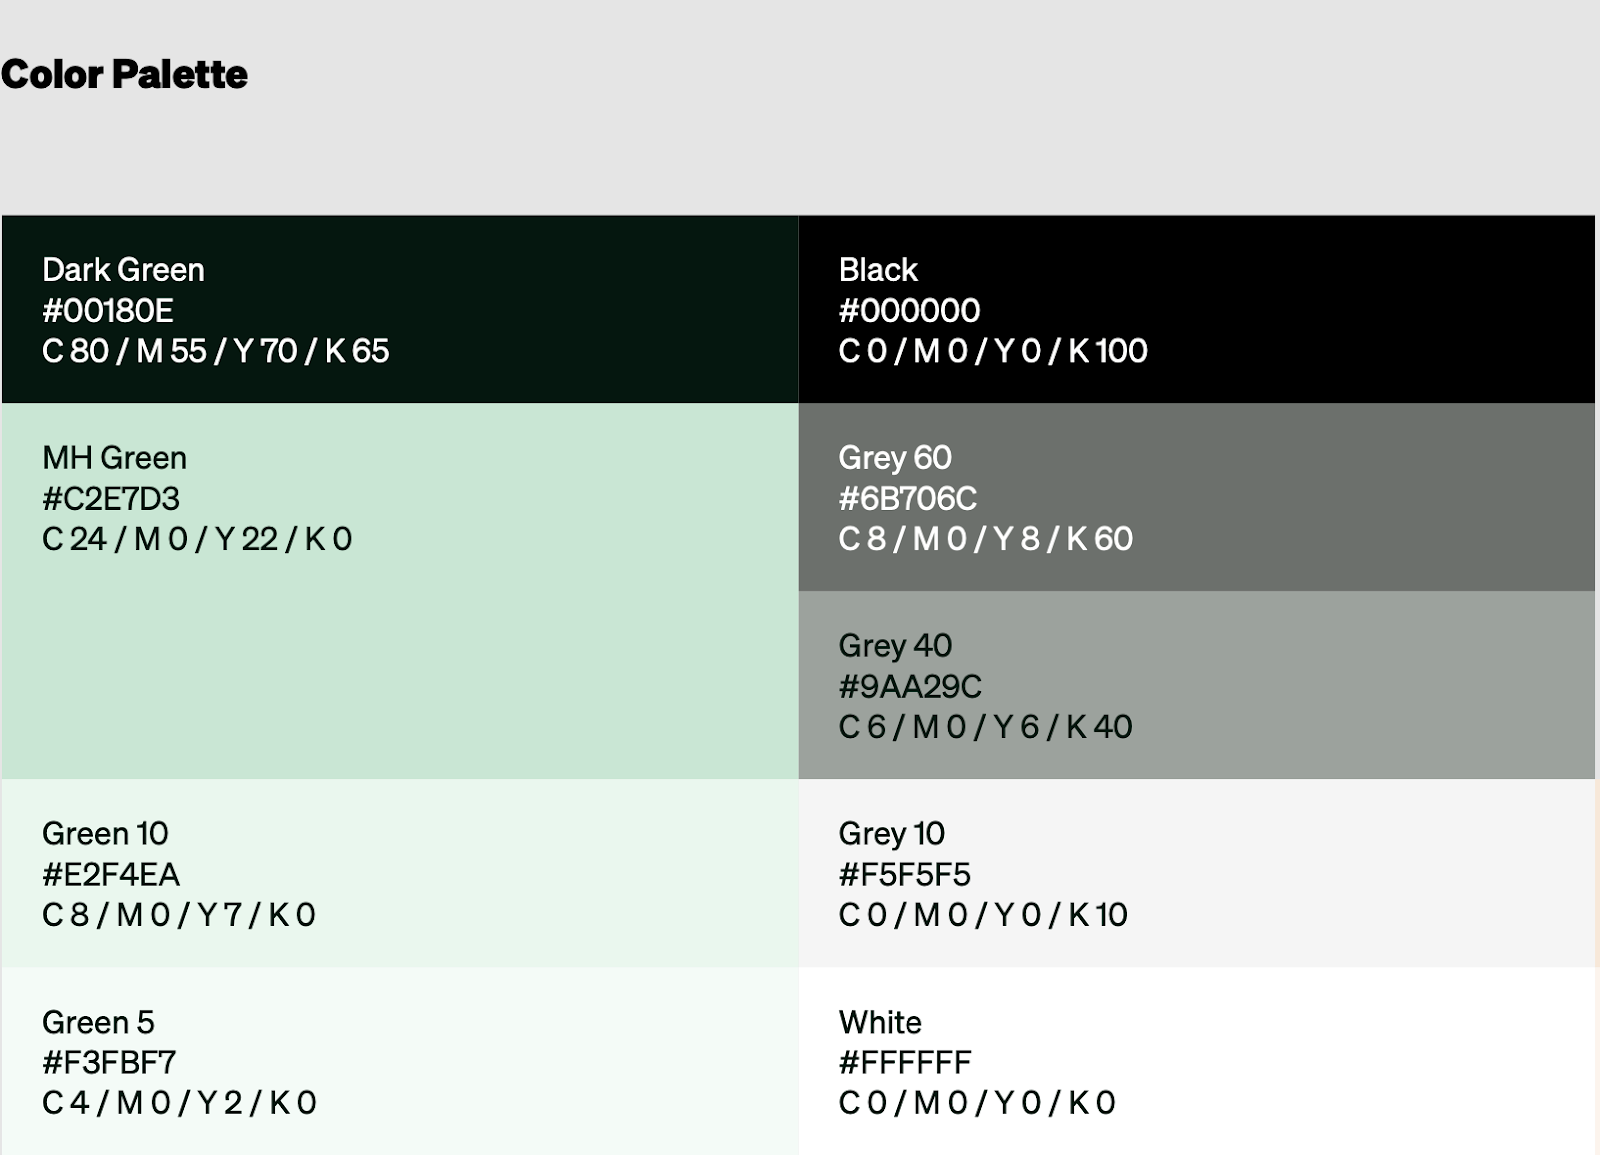 Color Palette
Dark Green
#00180E
C 80 / M 55 / Y 70 / K 65
Black
#000000
C 0 / M 0 / Y 0 / K 100
MH Green
#C2E7D3
C 24 / M 0 / Y 22 / K 0
Grey 60
#6B706C
C 8 / M 0 / Y 8 / K 60
Grey 40
#9AA29C
C 6 / M 0 / Y 6 / K 40
Green 10
#E2F4EA
C 8 / M 0 / Y 7 / K 0
Grey 10
#F5F5F5
C 0 / M 0 / Y 0 / K 10
Green 5
#F3FBF7
C 4 / M 0 / Y 2 / K 0
White
#FFFFFF
C 0 / M 0 / Y 0 / K 0